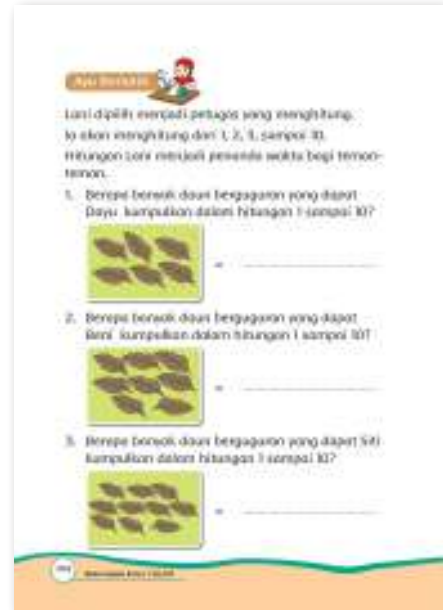 Ayo Berlatih
Lani dipilih menjadi petugas yang menghitung.
Ia akan menghitung dari 1, 2, 3, sampai 10.
Hitungan Lani menjadi penanda waktu bagi teman-
teman.
1. Berapa banyak daun berguguran yang dapat
Dayu kumpulkan dalam hitungan 1 sampai 10?
= ..............................
2. Berapa banyak daun berguguran yang dapat
Beni kumpulkan dalam hitungan 1 sampai 10?
= ..............................
3. Berapa banyak daun berguguran yang dapat Siti
kumpulkan dalam hitungan 1 sampai 10?
= ..............................